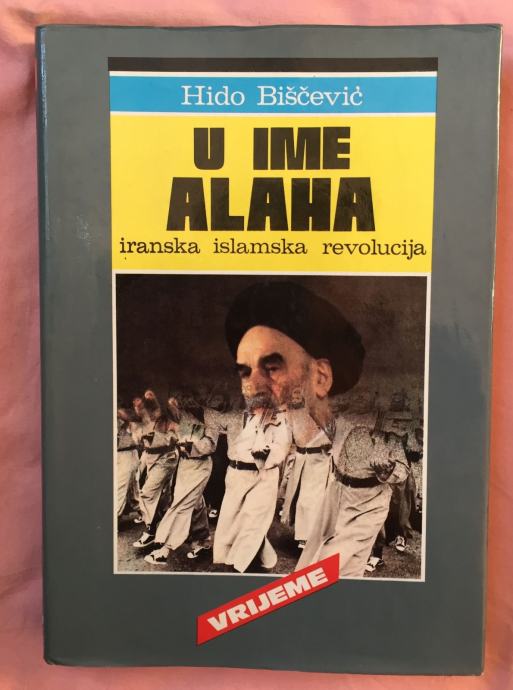 Hido Biščević
U IME
ALAHA
iranska islamska revolucija
VRIJEME